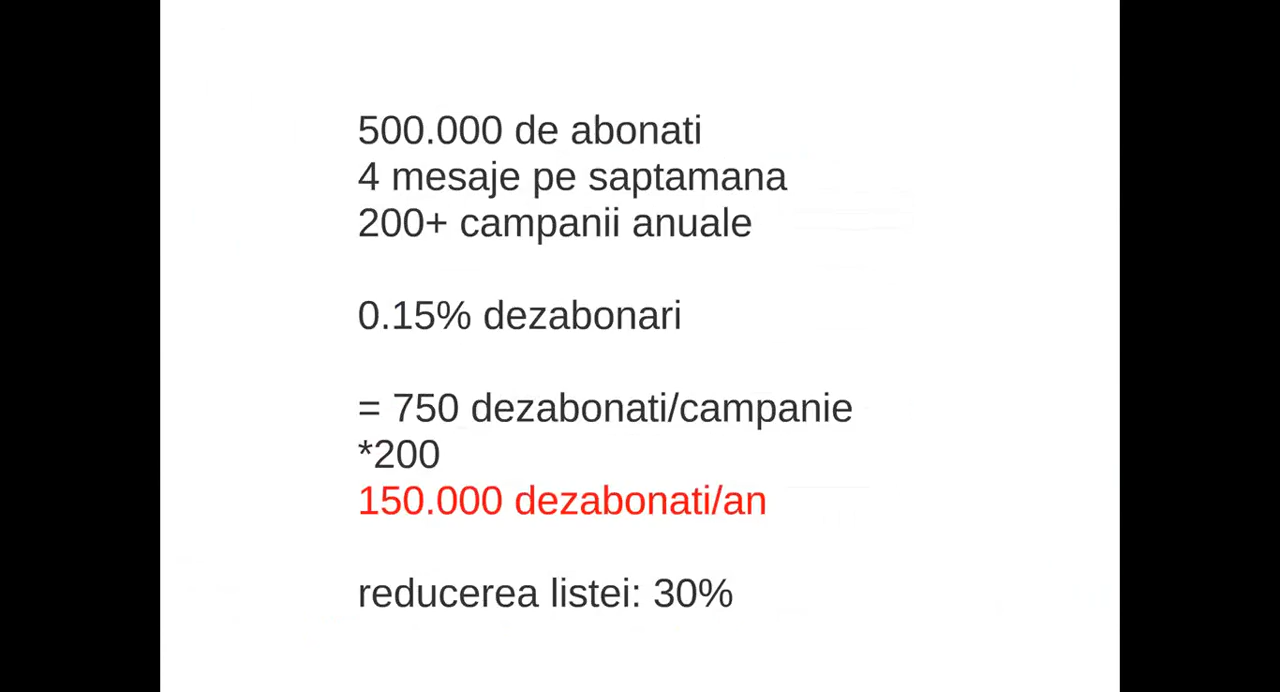 500.000 de abonati
4 mesaje pe saptamana
200+ campanii anuale
0.15% dezabonari
= 750 dezabonati/campanie
*200
150.000 dezabonati/an
reducerea listei: 30%